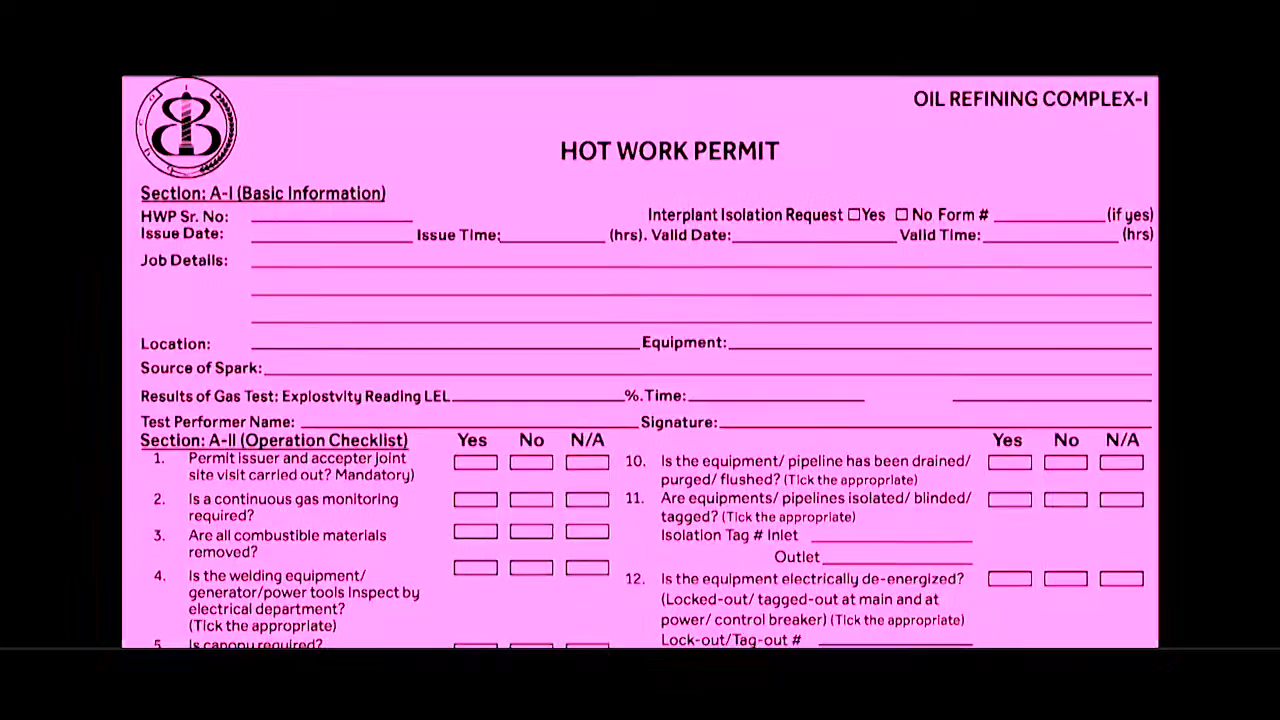 OIL REFINING COMPLEX-I
HOT WORK PERMIT
Section: A-I (Basic Information)
HWP Sr. No: Interplant Isolation Request Yes No Form # (if yes)
Issue Date: Issue Time: (hrs). Valid Date: Valid Time: (hrs)
Job Details:
Location: Equipment:
Source of Spark:
Results of Gas Test: Explostvity Reading LEL %. Time:
Test Performer Name: Signature:
Section: A-II (Operation Checklist) Yes No N/A
1. Permit issuer and accepter joint
site visit carried out? Mandatory)
2. Is a continuous gas monitoring
required?
3. Are all combustible materials
removed?
4. Is the welding equipment/
generator/power tools Inspect by
electrical department?
(Tick the appropriate)
5. Is canopy required?
Yes No N/A
10. Is the equipment/ pipeline has been drained/
purged/ flushed? (Tick the appropriate)
11. Are equipments/ pipelines isolated/ blinded/
tagged? (Tick the appropriate)
Isolation Tag # Inlet
Outlet
12. Is the equipment electrically de-energized?
(Locked-out/ tagged-out at main and at
power/ control breaker) (Tick the appropriate)
Lock-out/Tag-out #